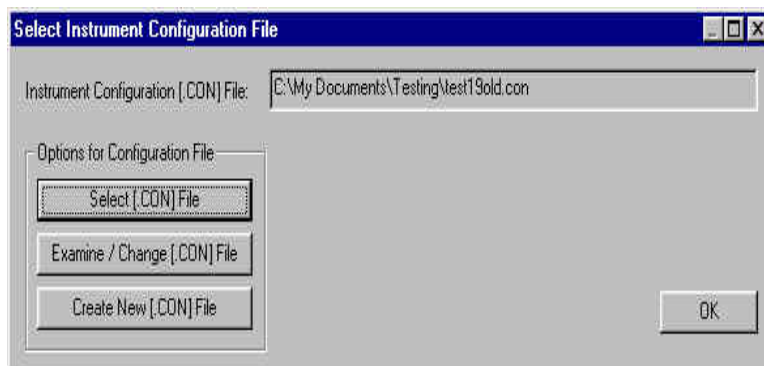 Select Instrument Configuration File
Instrument Configuration [.CON] File: C:\My Documents\Testing\test19old.con
Options for Configuration File
Select [.CON] File
Examine / Change [.CON] File
Create New [.CON] File
OK